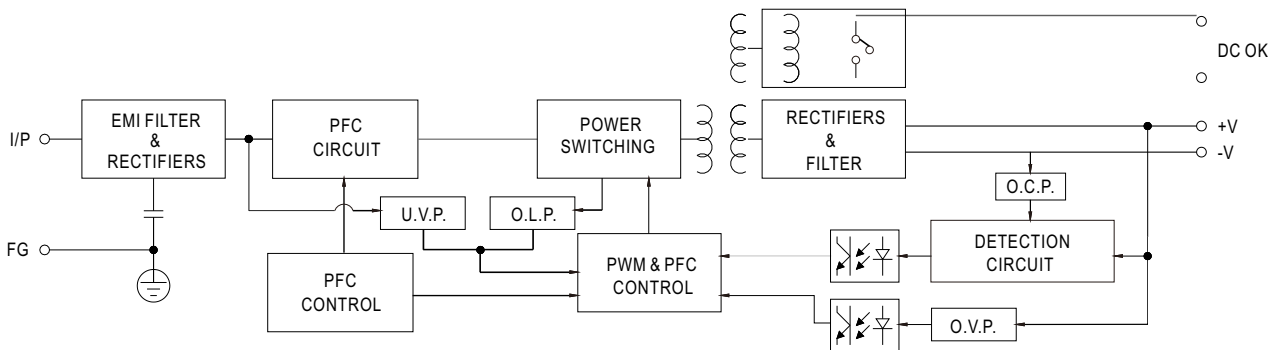 DC OK
I/P
EMI FILTER
&
RECTIFIERS
PFC
CIRCUIT
POWER
SWITCHING
RECTIFIERS
&
FILTER
+V
-V
O.C.P.
U.V.P.
O.L.P.
FG
PFC
CONTROL
PWM & PFC
CONTROL
DETECTION
CIRCUIT
O.V.P.